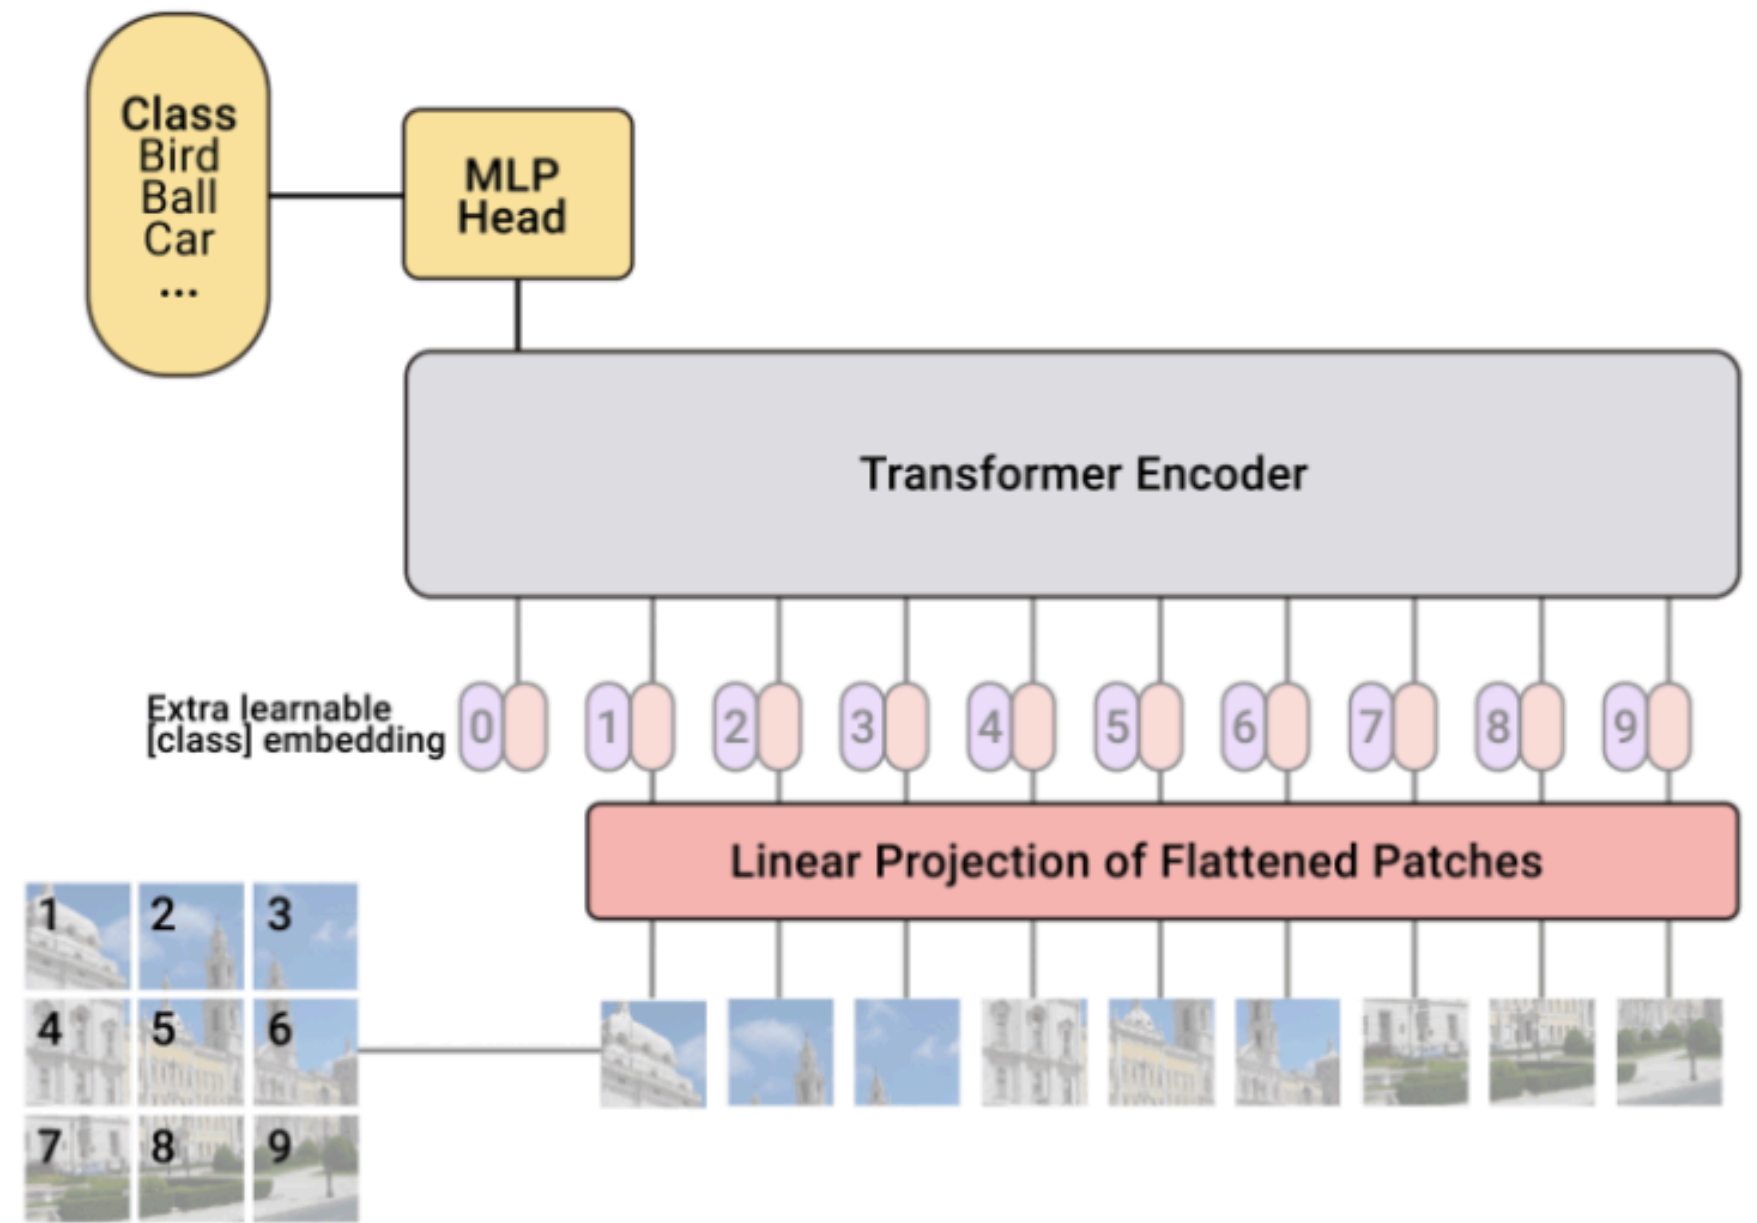 Class
Bird
Ball
Car
...
MLP
Head
Transformer Encoder
Extra learnable
[class] embedding
0 1 2 3 4 5 6 7 8 9
Linear Projection of Flattened Patches
1 2 3
4 5 6
7 8 9